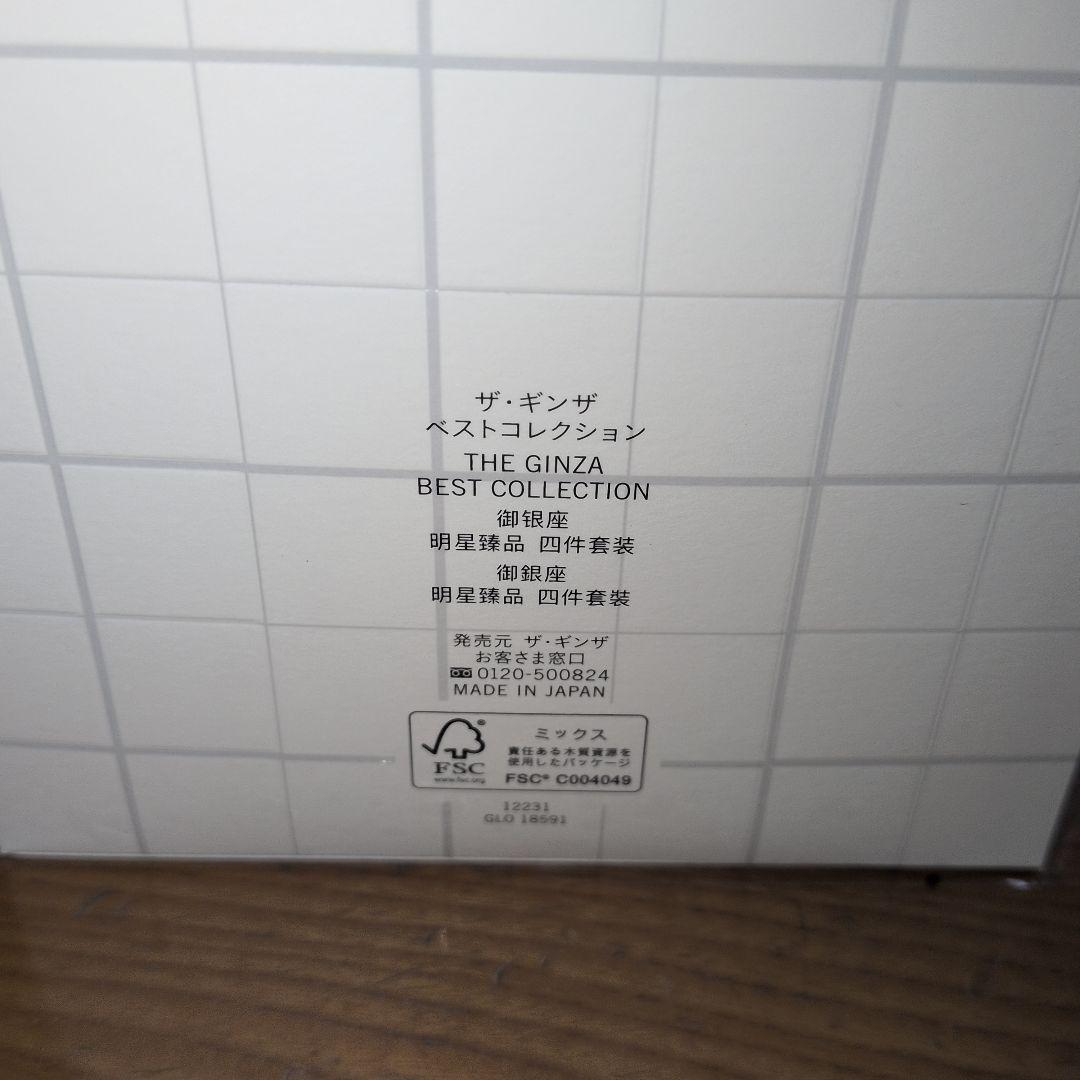 ザ・ギンザ
ベストコレクション
THE GINZA
BEST COLLECTION
御银座
明星臻品 四件套装
御銀座
明星臻品 四件套裝
発売元 ザ・ギンザ
お客さま窓口
0120-500824
MADE IN JAPAN
FSC®
www.fsc.org
ミックス
責任ある木質資源を
使用したパッケージ
FSC® C004049
12231
GLO 18591